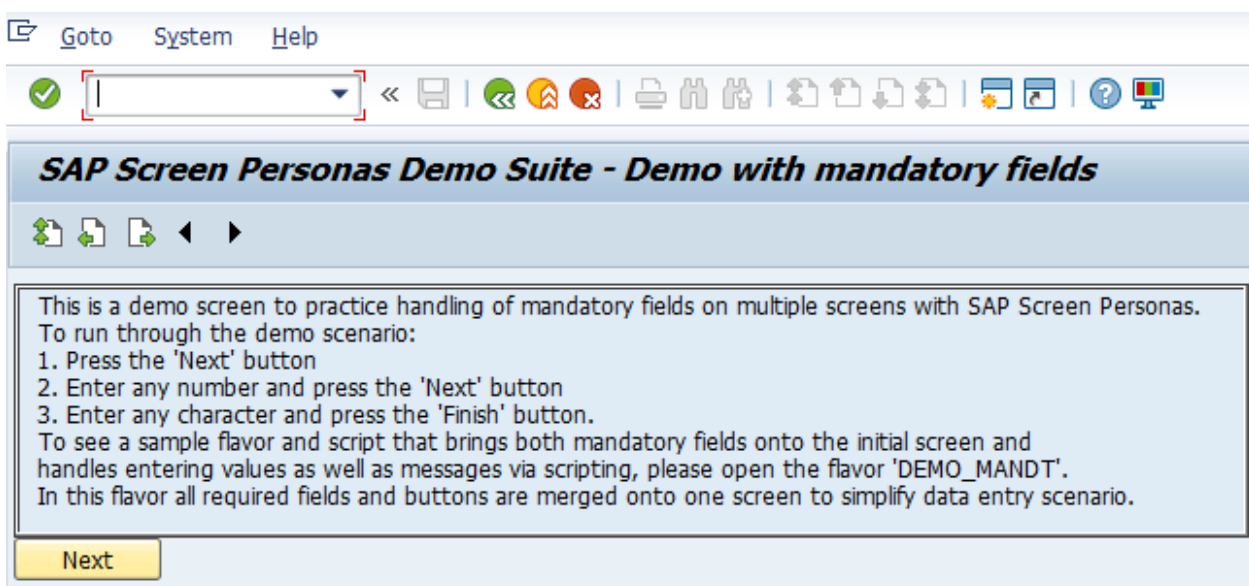 Goto System Help
SAP Screen Personas Demo Suite - Demo with mandatory fields
This is a demo screen to practice handling of mandatory fields on multiple screens with SAP Screen Personas.
To run through the demo scenario:
1. Press the 'Next' button
2. Enter any number and press the 'Next' button
3. Enter any character and press the 'Finish' button.
To see a sample flavor and script that brings both mandatory fields onto the initial screen and
handles entering values as well as messages via scripting, please open the flavor 'DEMO_MANDT'.
In this flavor all required fields and buttons are merged onto one screen to simplify data entry scenario.
Next